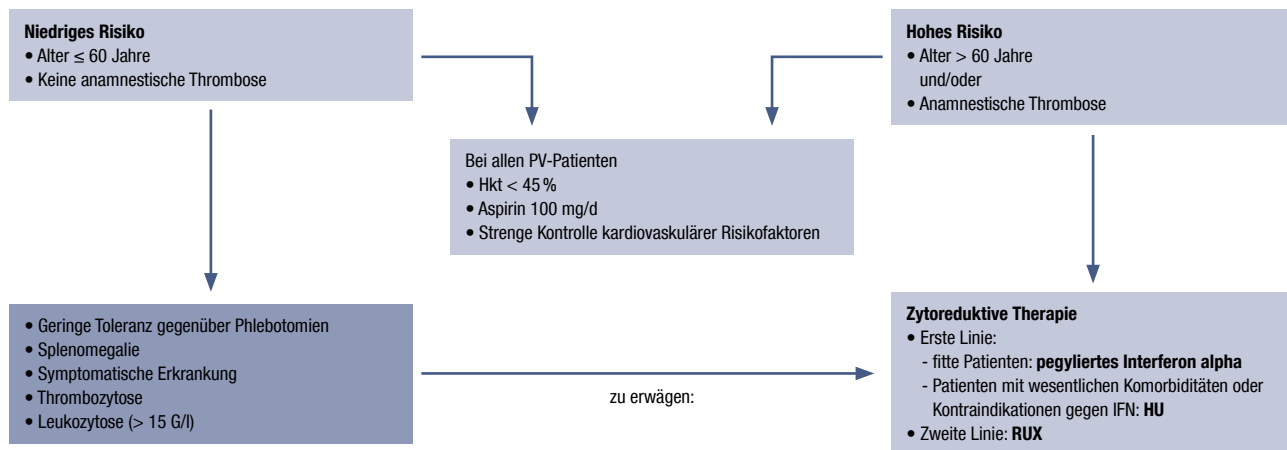 Niedriges Risiko
• Alter ≤ 60 Jahre
• Keine anamnestische Thrombose
Hohes Risiko
• Alter > 60 Jahre
und/oder
• Anamnestische Thrombose
Bei allen PV-Patienten
• Hkt < 45 %
• Aspirin 100 mg/d
• Strenge Kontrolle kardiovaskulärer Risikofaktoren
• Geringe Toleranz gegenüber Phlebotomien
• Splenomegalie
• Symptomatische Erkrankung
• Thrombozytose
• Leukozytose (> 15 G/l)
zu erwägen:
Zytoreduktive Therapie
• Erste Linie:
- fitte Patienten: pegyliertes Interferon alpha
- Patienten mit wesentlichen Komorbiditäten oder
Kontraindikationen gegen IFN: HU
• Zweite Linie: RUX